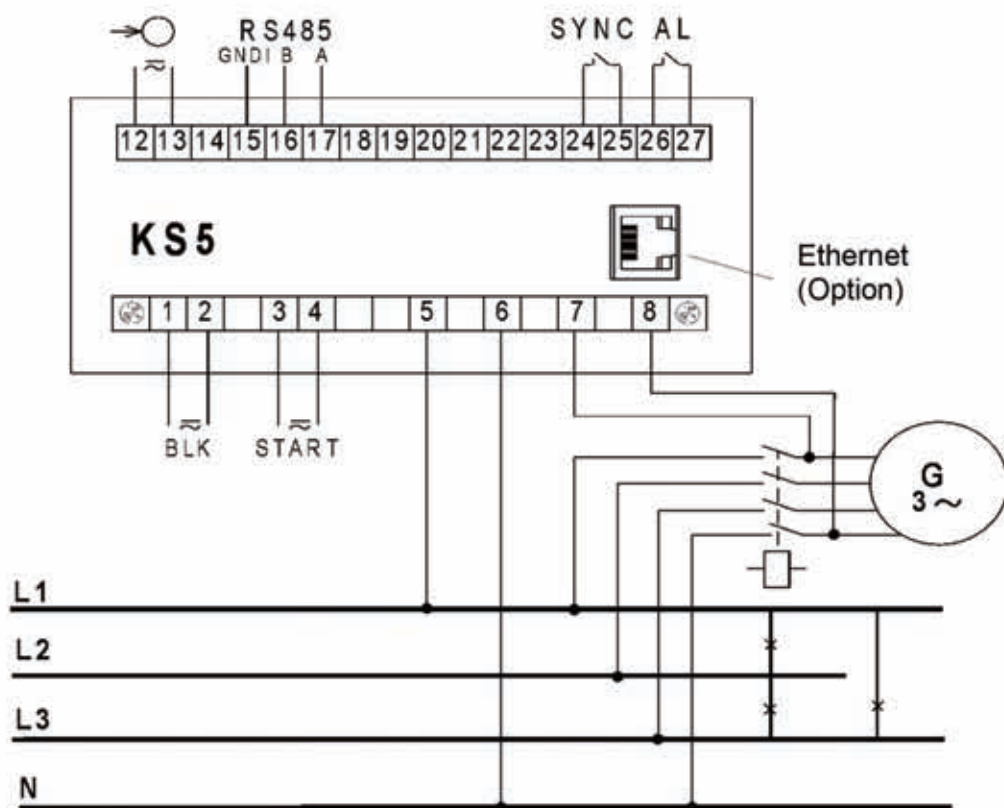 RS485
GNDI B A
SYNC AL
12 13 14 15 16 17 18 19 20 21 22 23 24 25 26 27
KS5
Ethernet
(Option)
1 2 3 4 5 6 7 8
BLK START
G
3 ~
L1
L2
L3
N